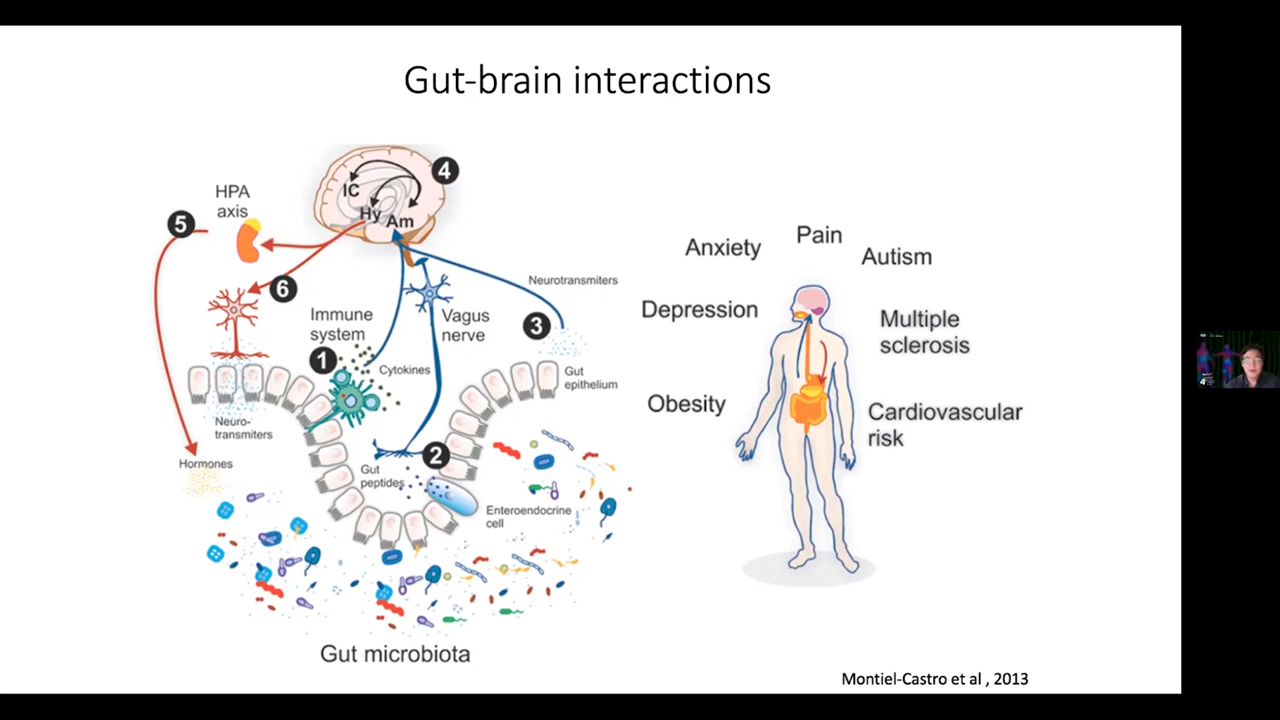 Gut-brain interactions
4
HPA
axis
IC
Hy
Am
5
6
Immune
system
1
Cytokines
Vagus
nerve
Neurotransmiters
3
Gut
epithelium
Neuro-
transmiters
Hormones
Gut
peptides
2
Enteroendocrine
cell
Gut microbiota
Anxiety
Pain
Autism
Depression
Multiple
sclerosis
Obesity
Cardiovascular
risk
Montiel-Castro et al , 2013